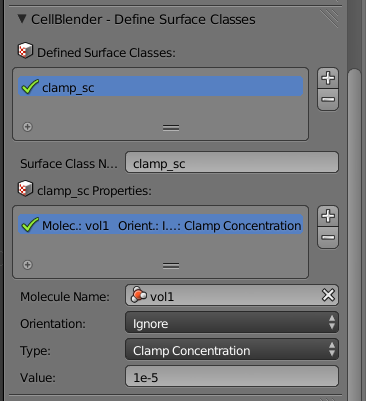 CellBlender - Define Surface Classes
Defined Surface Classes:
clamp_sc
Surface Class N... clamp_sc
clamp_sc Properties:
Molec.: vol1 Orient.: I...: Clamp Concentration
Molecule Name: vol1
Orientation: Ignore
Type: Clamp Concentration
Value: 1e-5